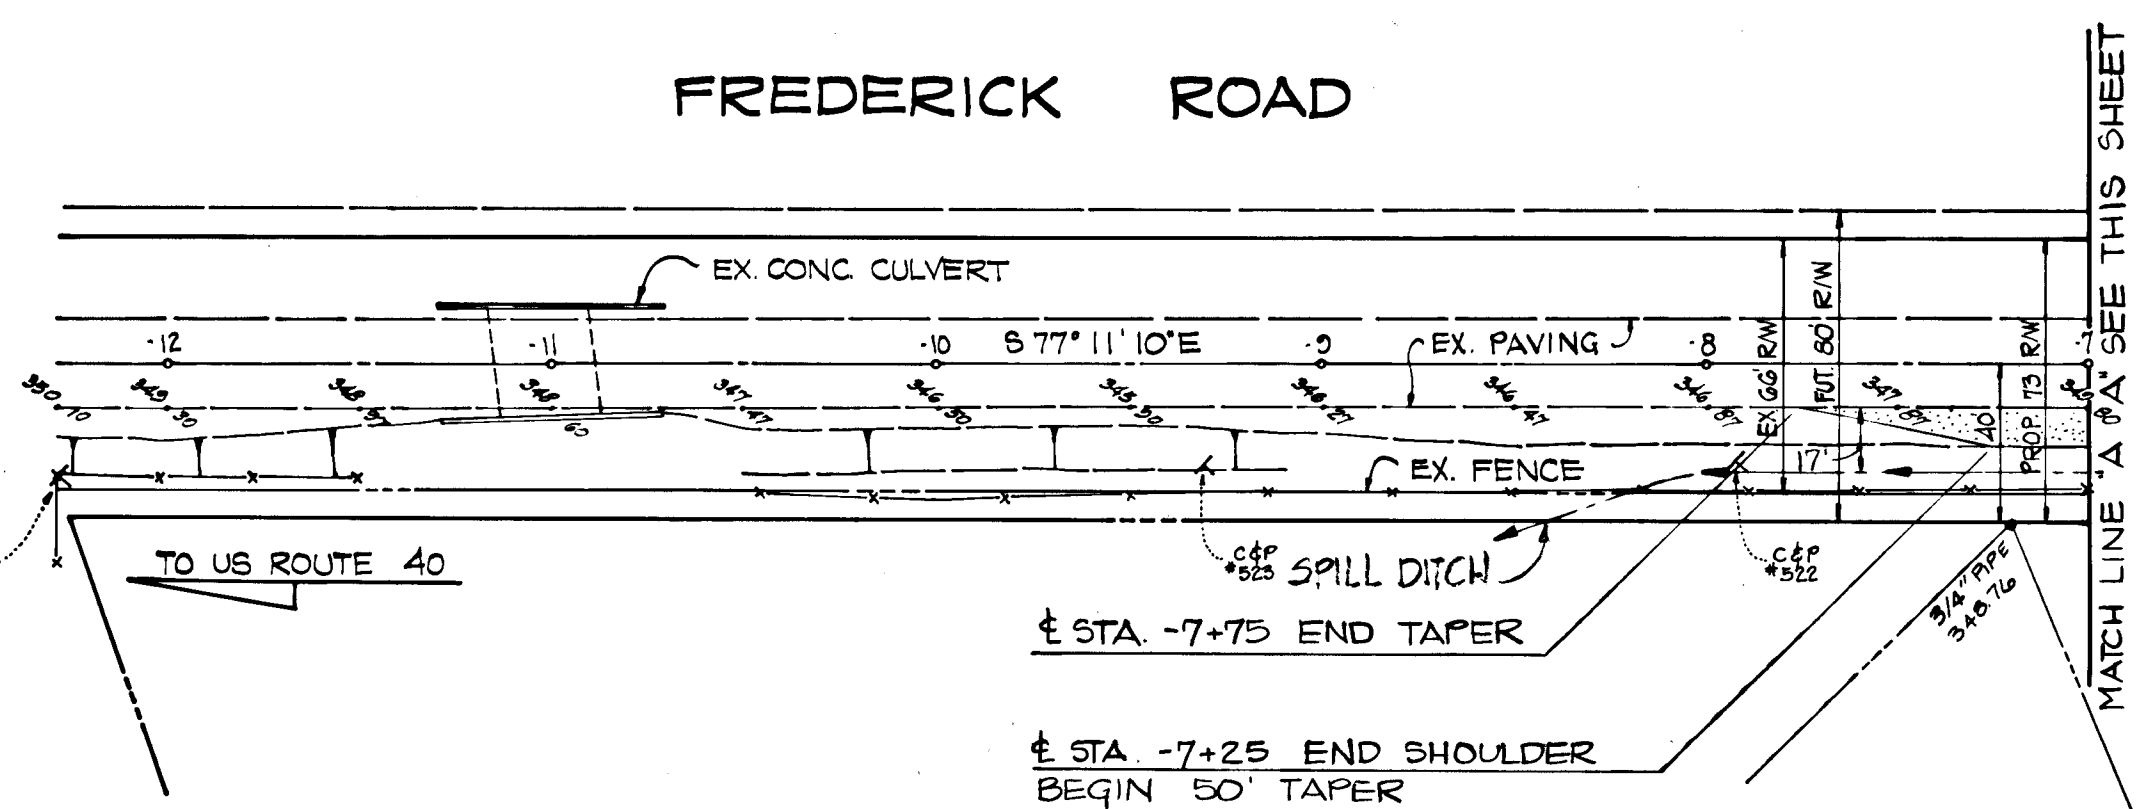 FREDERICK ROAD
EX. CONC. CULVERT
-12
-11
-10
S 77° 11' 10" E
-9
EX. PAVING
-8
-7
350
70
349
30
348
348
60
347
47
346
50
345
50
346
27
346
47
346
87
347
87
EX 66' R/W
FUT. 80' R/W
PROP. 73' R/W
40
17'
EX. FENCE
TO US ROUTE 40
C&P
#523
SPILL DITCH
C&P
#522
3/4" PIPE
348.76
℄ STA. -7+75 END TAPER
℄ STA. -7+25 END SHOULDER
BEGIN 50' TAPER
MATCH LINE "A & A" SEE THIS SHEET